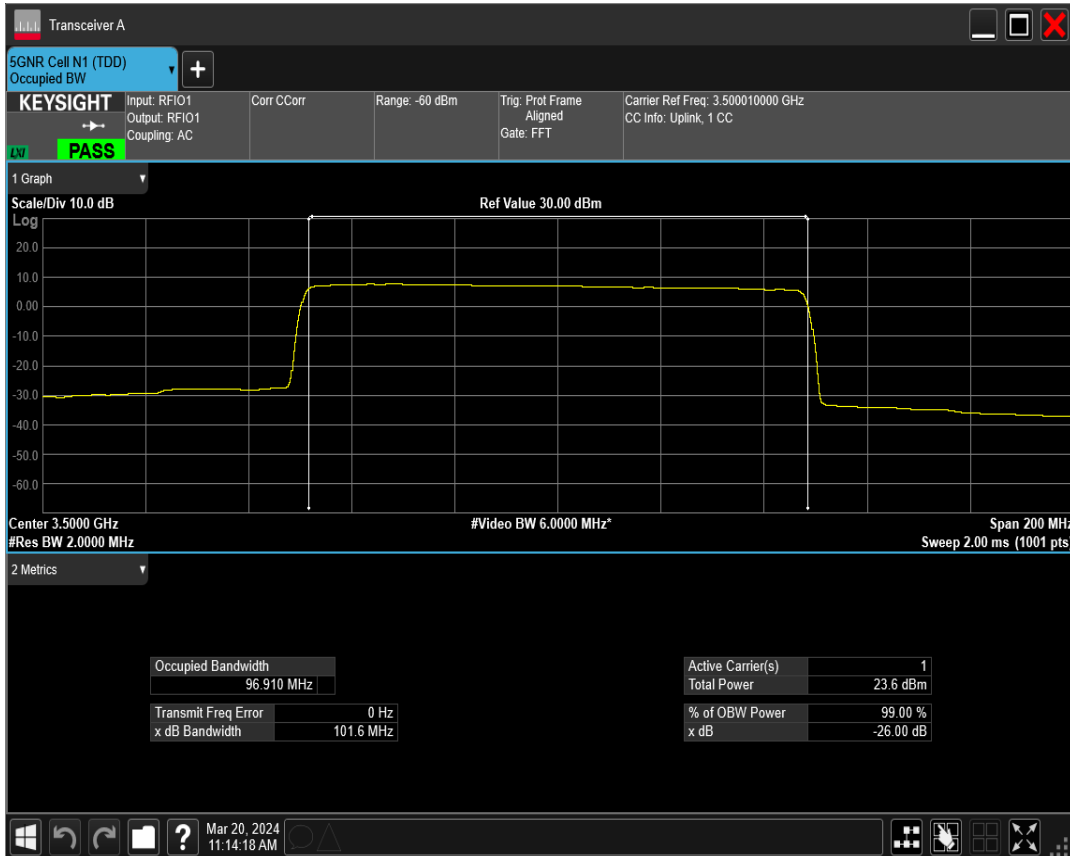 Transceiver A
5GNR Cell N1 (TDD)
Occupied BW
+
KEYSIGHT
LXI
PASS
Input: RFIO1
Output: RFIO1
Coupling: AC
Corr CCorr
Range: -60 dBm
Trig: Prot Frame
Aligned
Gate: FFT
Carrier Ref Freq: 3.500010000 GHz
CC Info: Uplink, 1 CC
1 Graph
Scale/Div 10.0 dB
Ref Value 30.00 dBm
Log
20.0
10.0
0.00
-10.0
-20.0
-30.0
-40.0
-50.0
-60.0
Center 3.5000 GHz
#Video BW 6.0000 MHz*
Span 200 MHz
#Res BW 2.0000 MHz
Sweep 2.00 ms (1001 pts)
2 Metrics
Occupied Bandwidth
96.910 MHz
Transmit Freq Error 0 Hz
x dB Bandwidth 101.6 MHz
Active Carrier(s) 1
Total Power 23.6 dBm
% of OBW Power 99.00 %
x dB -26.00 dB
?
Mar 20, 2024
11:14:18 AM